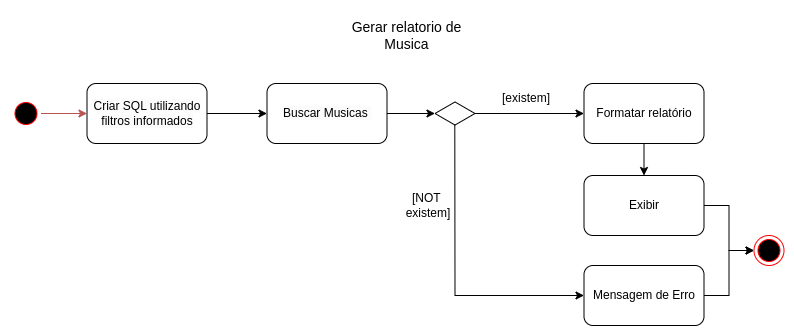 Gerar relatorio de
Musica
Criar SQL utilizando
filtros informados
Buscar Musicas
[existem]
Formatar relatório
[NOT
existem]
Exibir
Mensagem de Erro